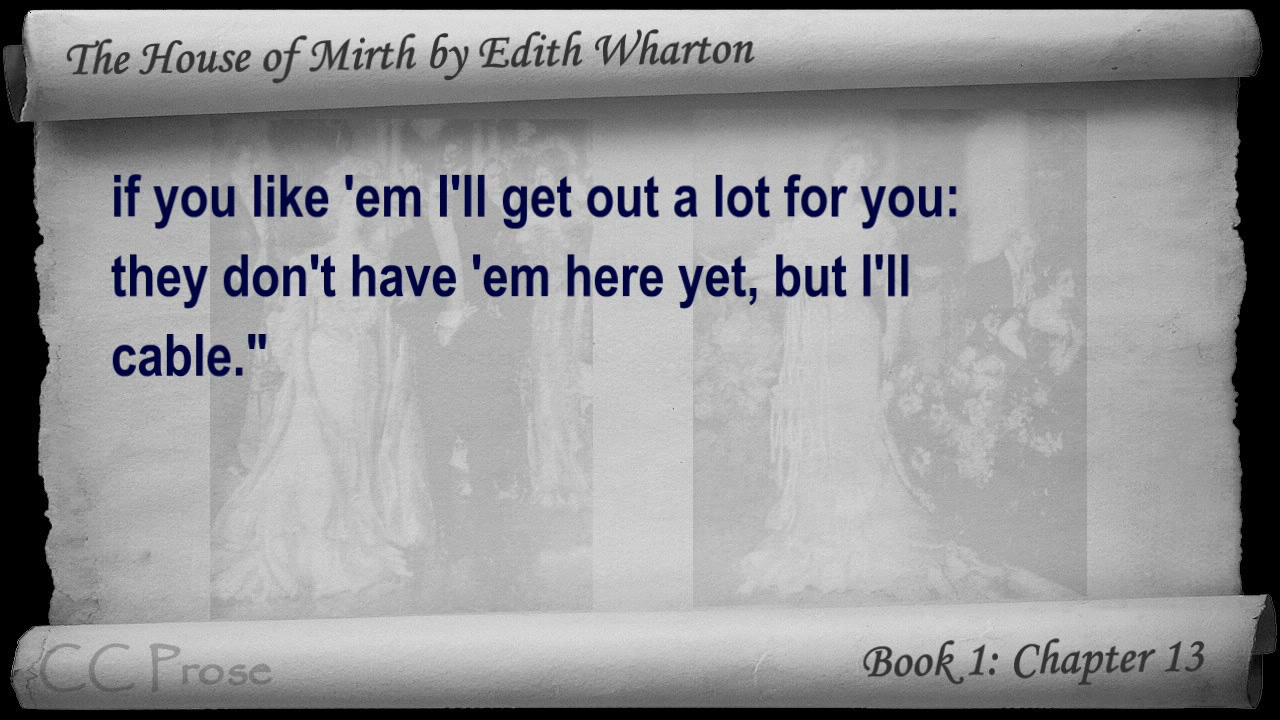 The House of Mirth by Edith Wharton
if you like 'em I'll get out a lot for you:
they don't have 'em here yet, but I'll
cable."
CC Prose
Book 1: Chapter 13